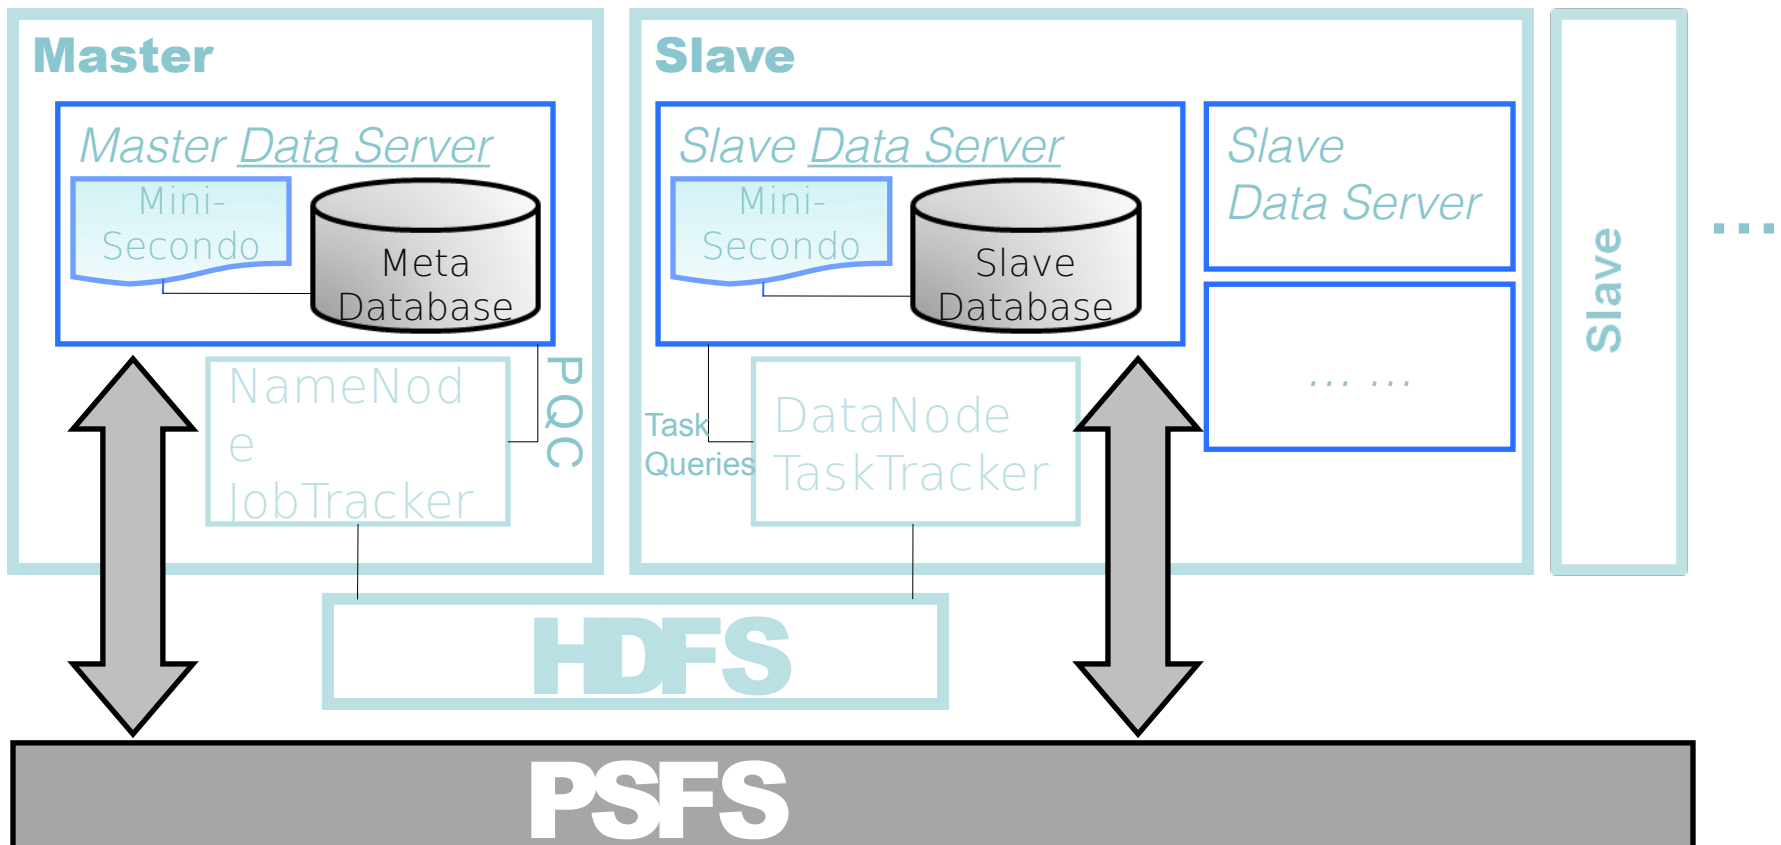 Master
Master Data Server
Mini-
Secondo
Meta
Database
NameNod
e
JobTracker
PQC
Slave
Slave Data Server
Mini-
Secondo
Slave
Database
Task
Queries
DataNode
TaskTracker
Slave
Data Server
... ...
Slave
...
HDFS
PSFS